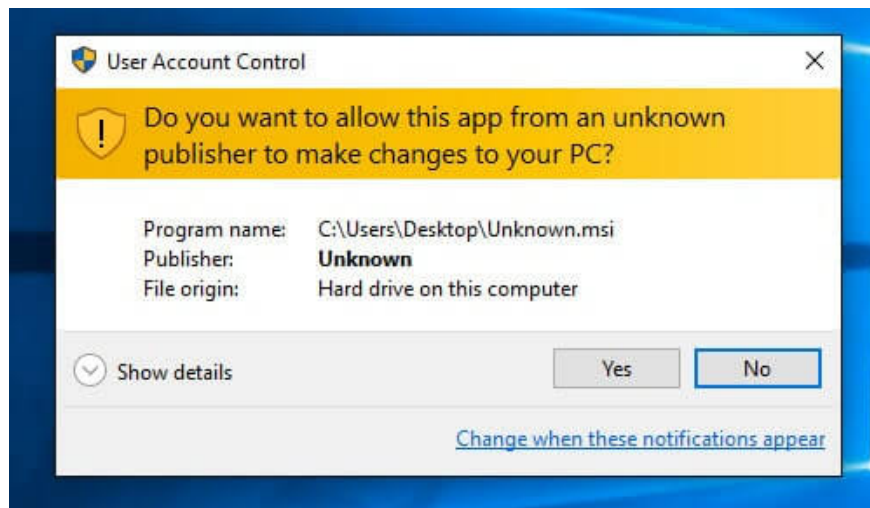 User Account Control
Do you want to allow this app from an unknown
publisher to make changes to your PC?
Program name: C:\Users\Desktop\Unknown.msi
Publisher: Unknown
File origin: Hard drive on this computer
Show details
Yes
No
Change when these notifications appear